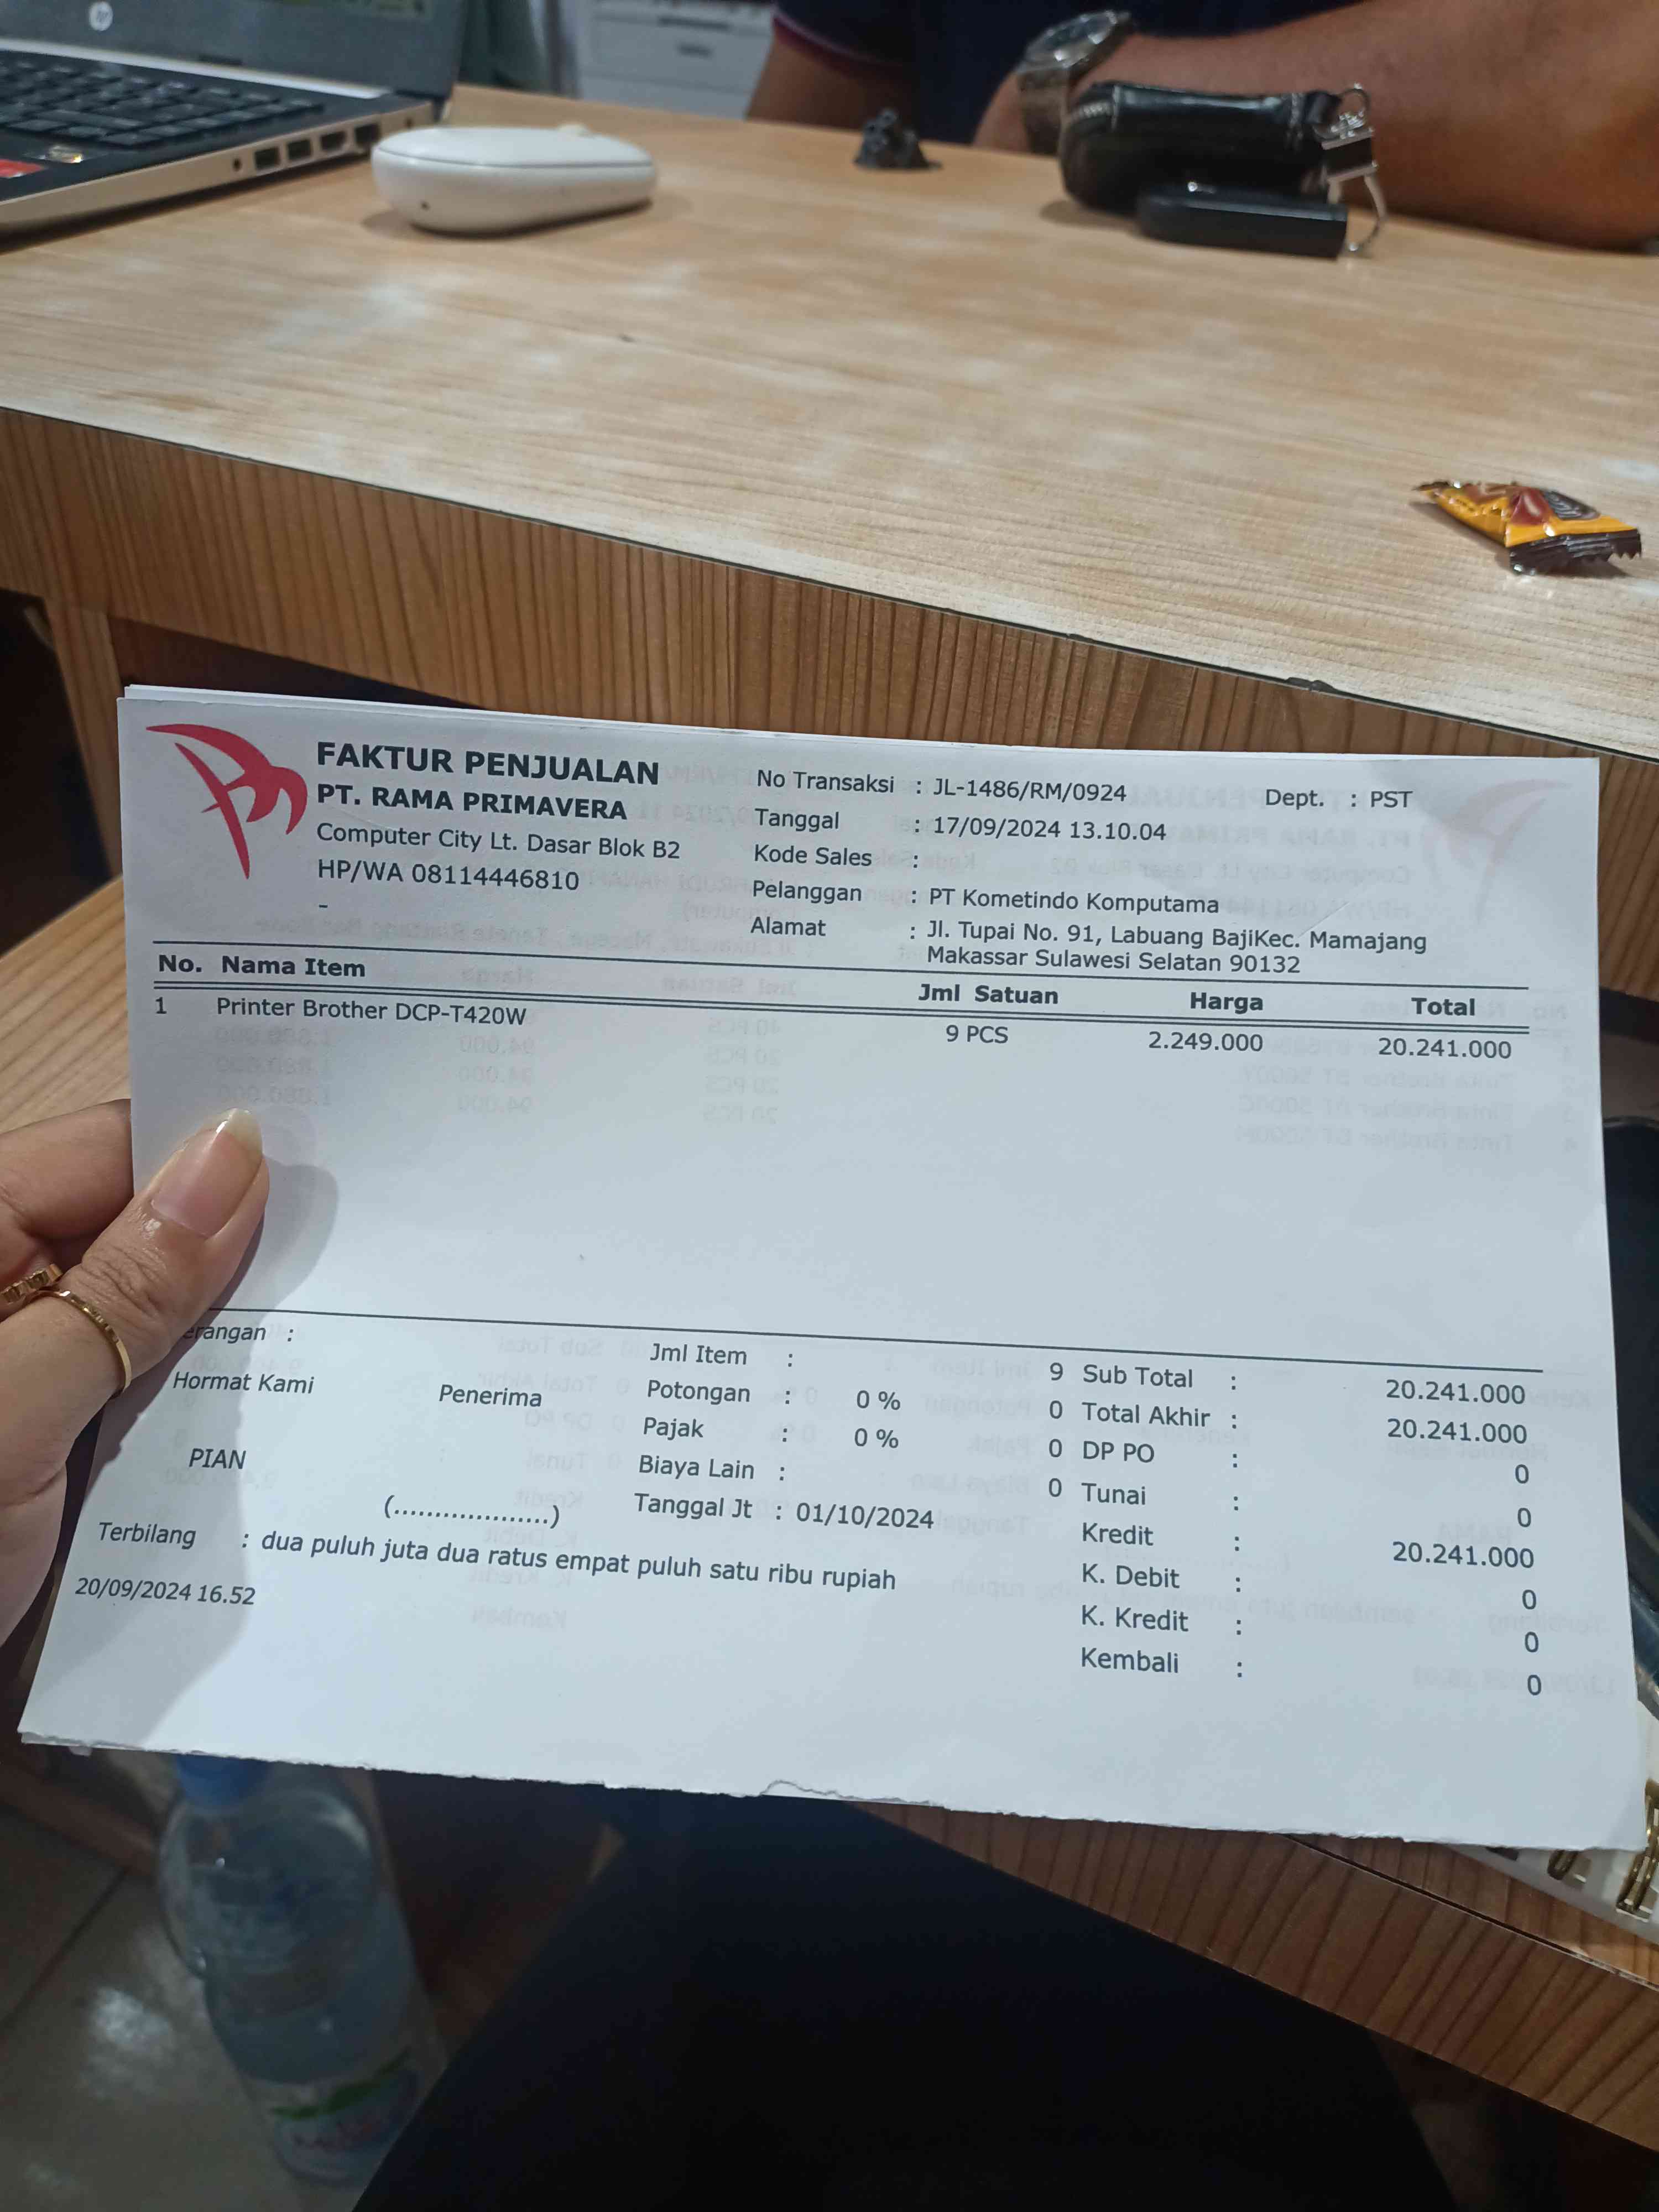 hp
FAKTUR PENJUALAN
PT. RAMA PRIMAVERA
Computer City Lt. Dasar Blok B2
HP/WA 08114446810
-
No Transaksi : JL-1486/RM/0924
Tanggal : 17/09/2024 13.10.04
Kode Sales :
Pelanggan : PT Kometindo Komputama
Alamat : Jl. Tupai No. 91, Labuang BajiKec. Mamajang
Makassar Sulawesi Selatan 90132
Dept. : PST
No. Nama Item Jml Satuan Harga Total
1 Printer Brother DCP-T420W 9 PCS 2.249.000 20.241.000
erangan :
Hormat Kami
PIAN
Penerima
(...................)
Jml Item : 9
Potongan : 0 % 0
Pajak : 0 % 0
Biaya Lain : 0
Tanggal Jt : 01/10/2024
Sub Total : 20.241.000
Total Akhir : 20.241.000
DP PO : 0
Tunai : 0
Kredit : 20.241.000
K. Debit : 0
K. Kredit : 0
Kembali : 0
Terbilang : dua puluh juta dua ratus empat puluh satu ribu rupiah
20/09/2024 16.52